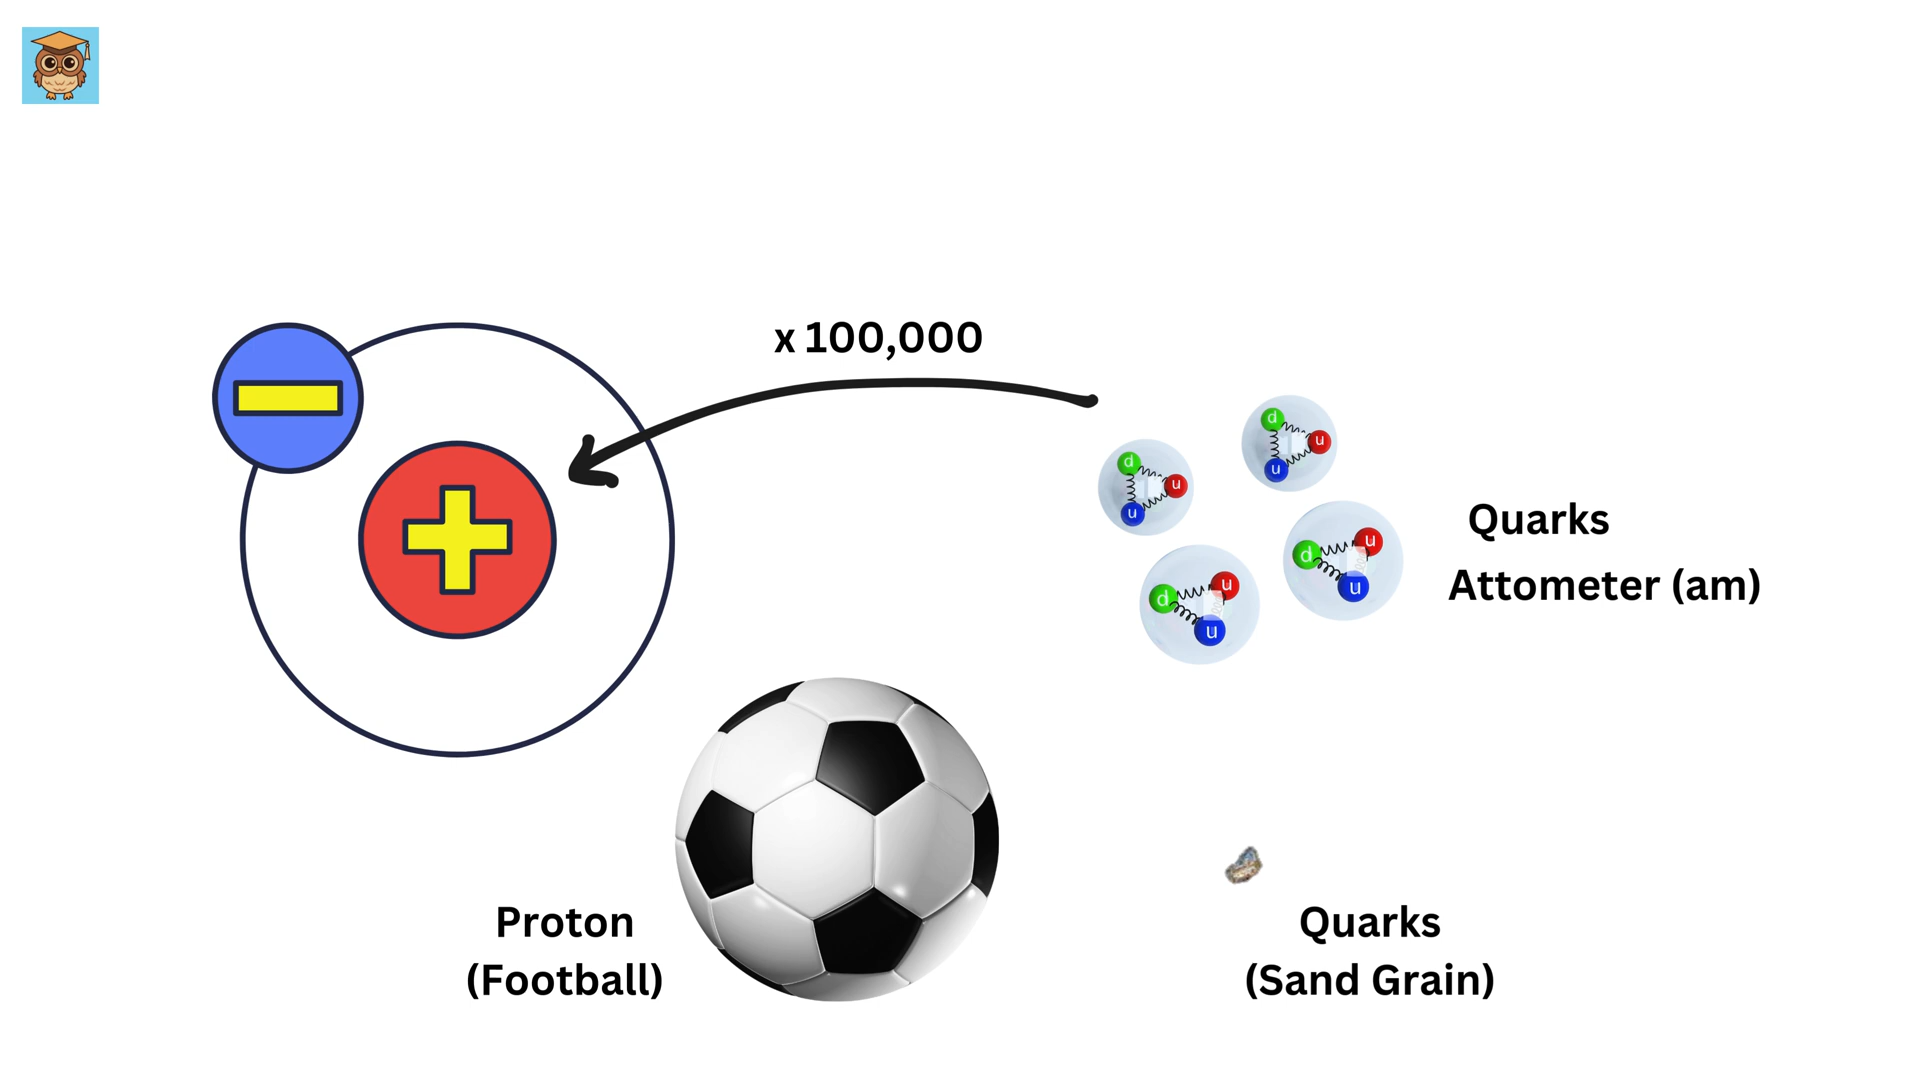 x 100,000
d
u
u
d
u
u
d
u
u
d
u
u
Quarks
Attometer (am)
Proton
(Football)
Quarks
(Sand Grain)